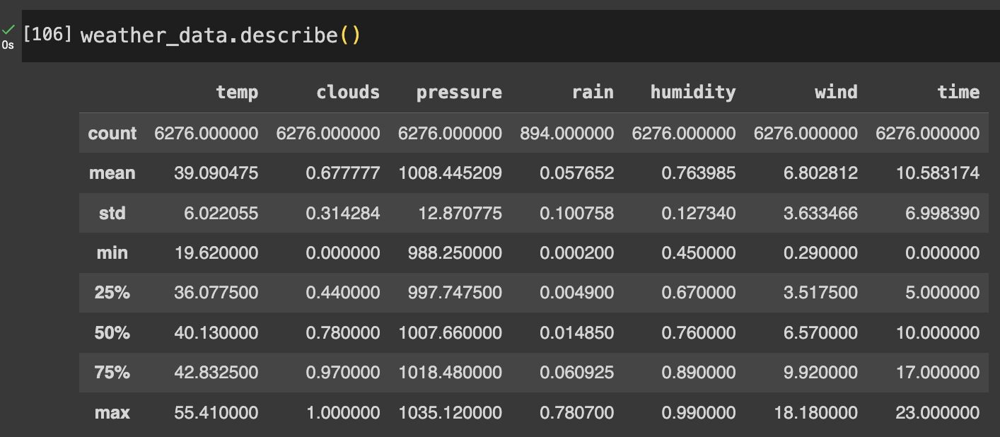 [106] weather_data.describe()
0s
temp clouds pressure rain humidity wind time
count 6276.000000 6276.000000 6276.000000 894.000000 6276.000000 6276.000000 6276.000000
mean 39.090475 0.677777 1008.445209 0.057652 0.763985 6.802812 10.583174
std 6.022055 0.314284 12.870775 0.100758 0.127340 3.633466 6.998390
min 19.620000 0.000000 988.250000 0.000200 0.450000 0.290000 0.000000
25% 36.077500 0.440000 997.747500 0.004900 0.670000 3.517500 5.000000
50% 40.130000 0.780000 1007.660000 0.014850 0.760000 6.570000 10.000000
75% 42.832500 0.970000 1018.480000 0.060925 0.890000 9.920000 17.000000
max 55.410000 1.000000 1035.120000 0.780700 0.990000 18.180000 23.000000